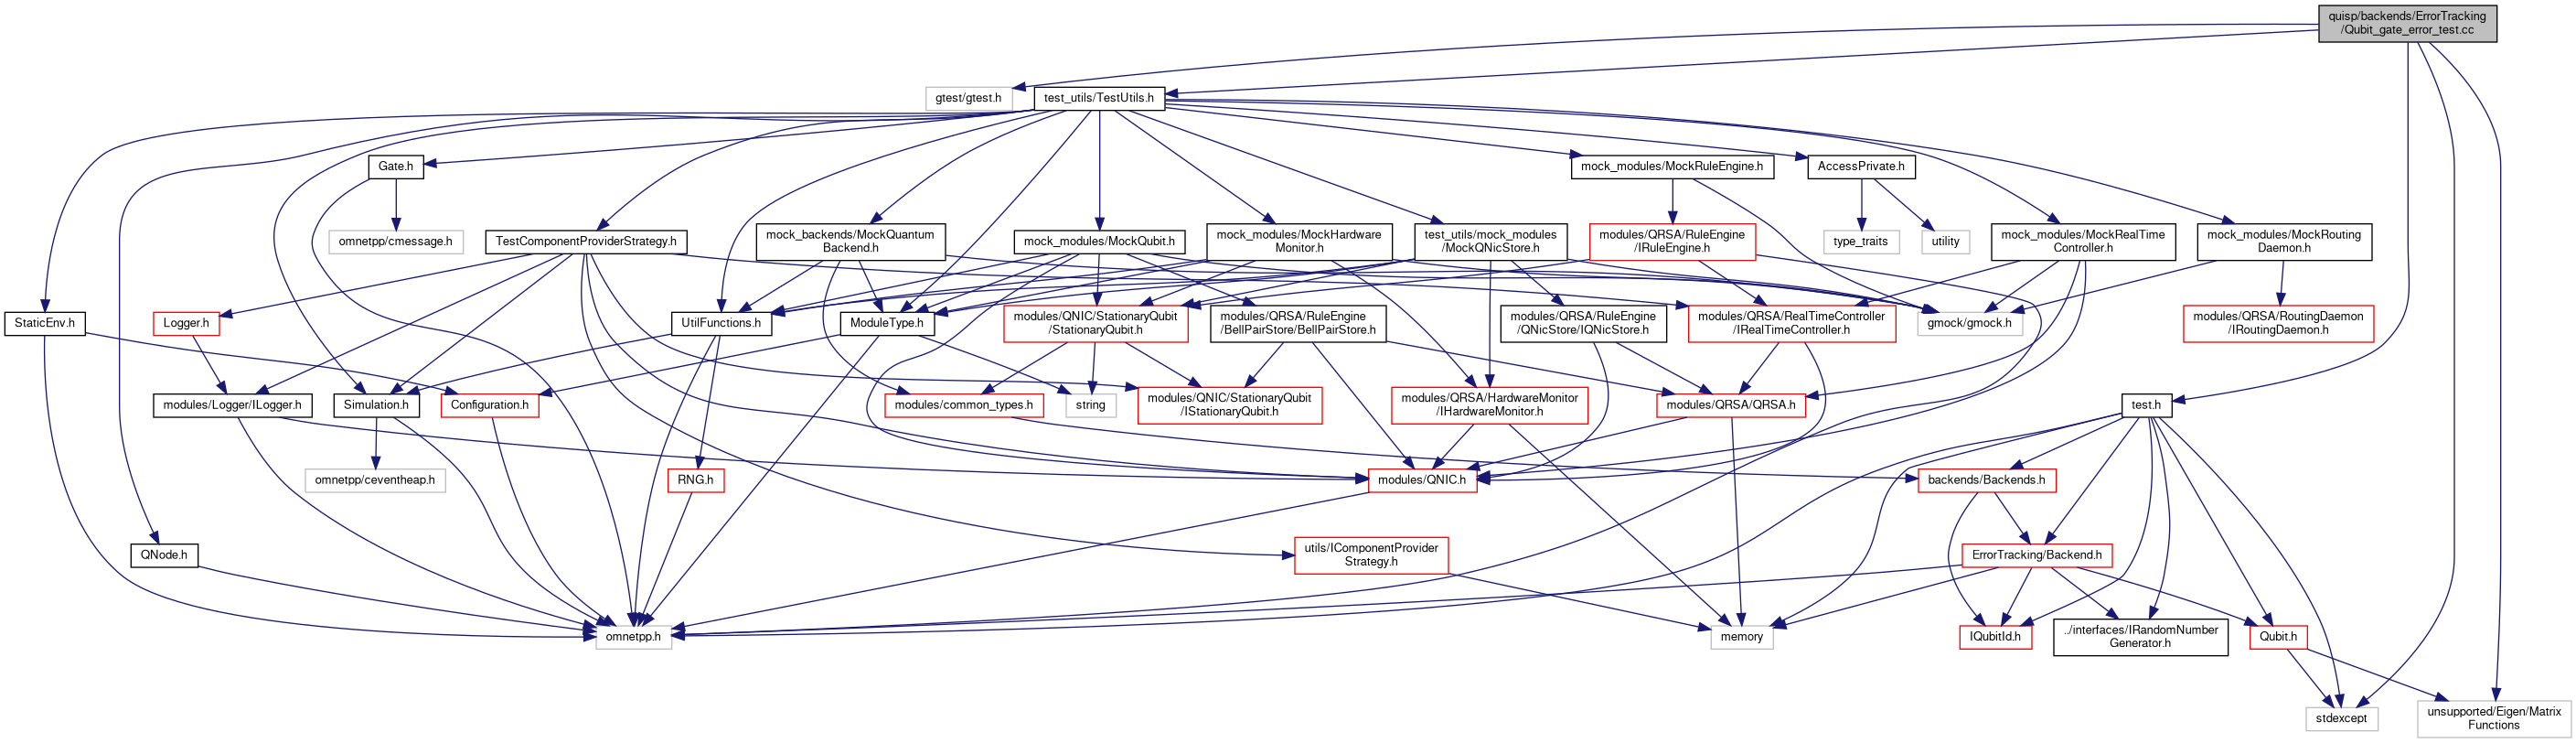 quisp/backends/ErrorTracking
/Qubit_gate_error_test.cc
gtest/gtest.h
test_utils/TestUtils.h
Gate.h
mock_modules/MockRuleEngine.h
AccessPrivate.h
omnetpp/cmessage.h
TestComponentProviderStrategy.h
mock_backends/MockQuantum
Backend.h
mock_modules/MockQubit.h
mock_modules/MockHardware
Monitor.h
test_utils/mock_modules
/MockQNicStore.h
modules/QRSA/RuleEngine
/IRuleEngine.h
type_traits
utility
mock_modules/MockRealTime
Controller.h
mock_modules/MockRouting
Daemon.h
StaticEnv.h
Logger.h
UtilFunctions.h
ModuleType.h
modules/QNIC/StationaryQubit
/StationaryQubit.h
modules/QRSA/RuleEngine
/BellPairStore/BellPairStore.h
modules/QRSA/RuleEngine
/QNicStore/IQNicStore.h
modules/QRSA/RealTimeController
/IRealTimeController.h
gmock/gmock.h
modules/QRSA/RoutingDaemon
/IRoutingDaemon.h
modules/Logger/ILogger.h
Simulation.h
Configuration.h
modules/common_types.h
string
modules/QNIC/StationaryQubit
/IStationaryQubit.h
modules/QRSA/HardwareMonitor
/IHardwareMonitor.h
modules/QRSA/QRSA.h
test.h
omnetpp/ceventheap.h
RNG.h
modules/QNIC.h
backends/Backends.h
QNode.h
utils/IComponentProvider
Strategy.h
ErrorTracking/Backend.h
omnetpp.h
memory
IQubitId.h
../interfaces/IRandomNumber
Generator.h
Qubit.h
stdexcept
unsupported/Eigen/Matrix
Functions